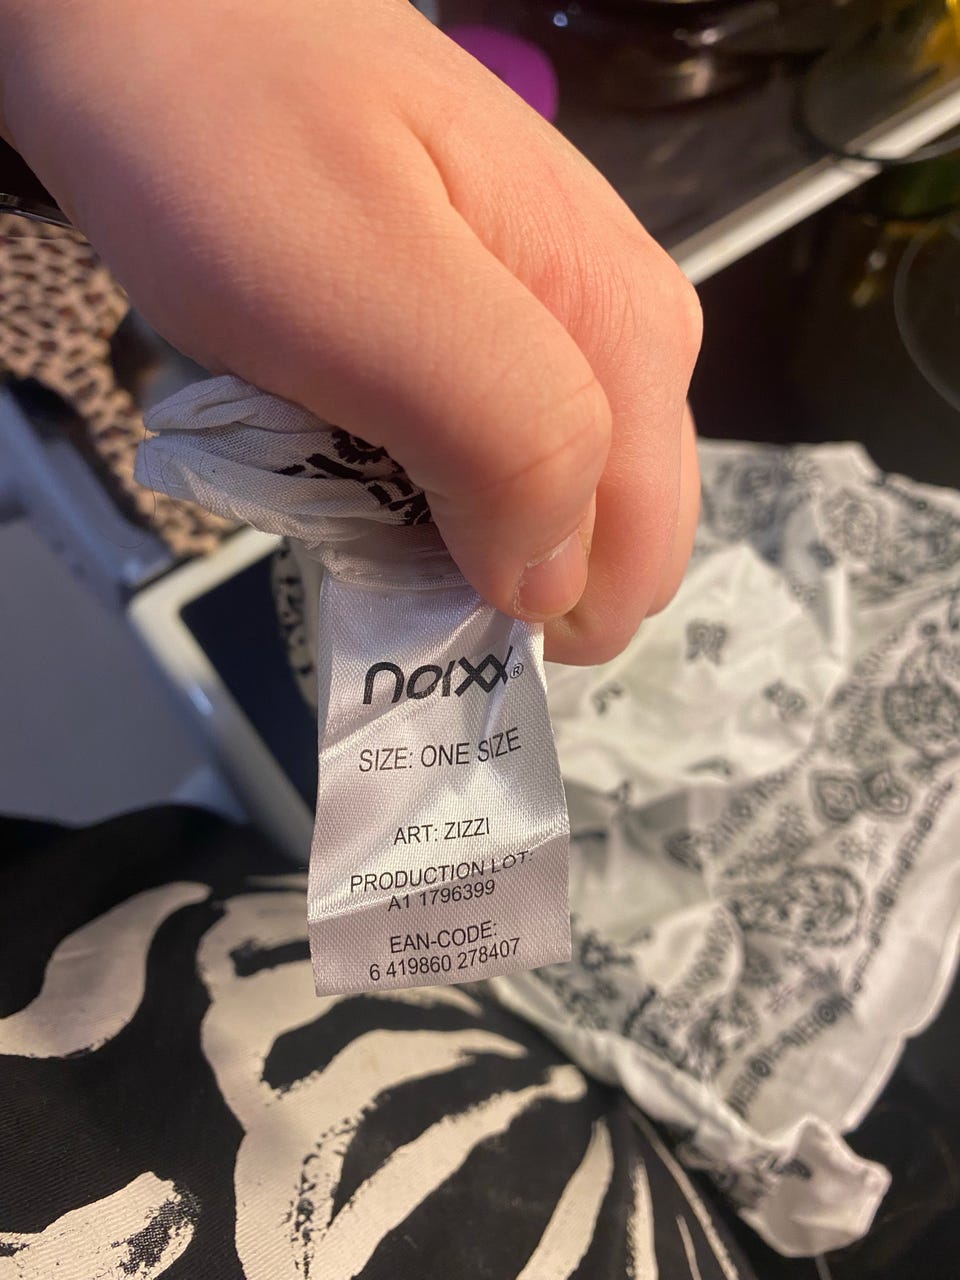 noixx®
SIZE: ONE SIZE
ART: ZIZZI
PRODUCTION LOT:
A1 1796399
EAN-CODE:
6 419860 278407